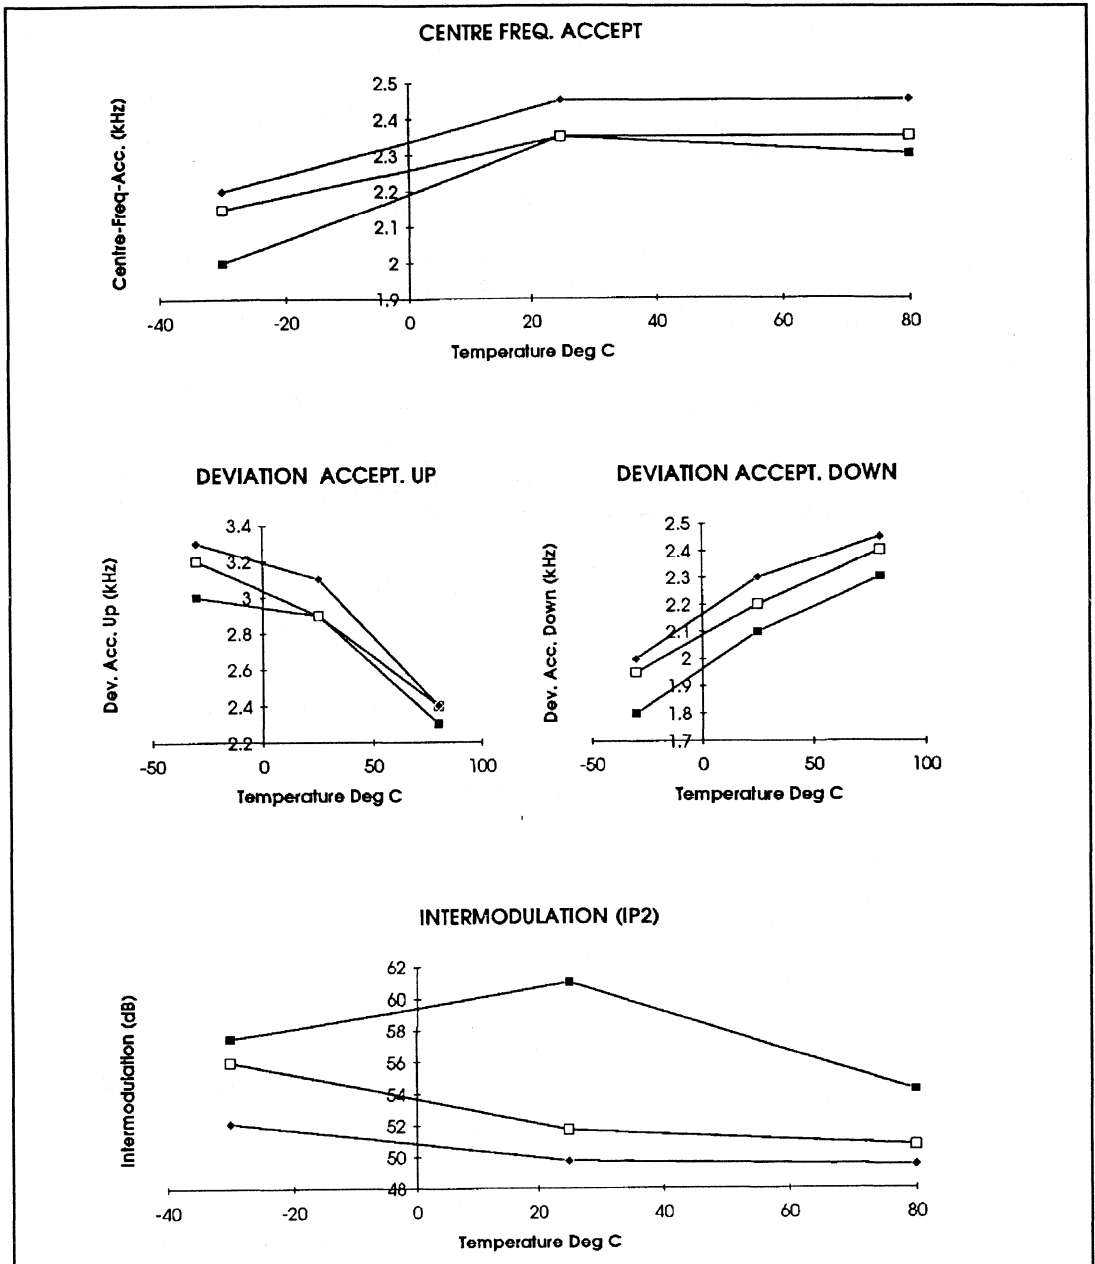 CENTRE FREQ. ACCEPT
Centre-Freq-Acc. (kHz)
2.5
2.4
2.3
2.2
2.1
2
1.9
-40 -20 0 20 40 60 80
Temperature Deg C
DEVIATION ACCEPT. UP
Dev. Acc. Up (kHz)
3.4
3.2
3
2.8
2.6
2.4
2.2
-50 0 50 100
Temperature Deg C
DEVIATION ACCEPT. DOWN
Dev. Acc. Down (kHz)
2.5
2.4
2.3
2.2
2.1
2
1.9
1.8
1.7
-50 0 50 100
Temperature Deg C
INTERMODULATION (IP2)
Intermodulation (dB)
62
60
58
56
54
52
50
48
-40 -20 0 20 40 60 80
Temperature Deg C